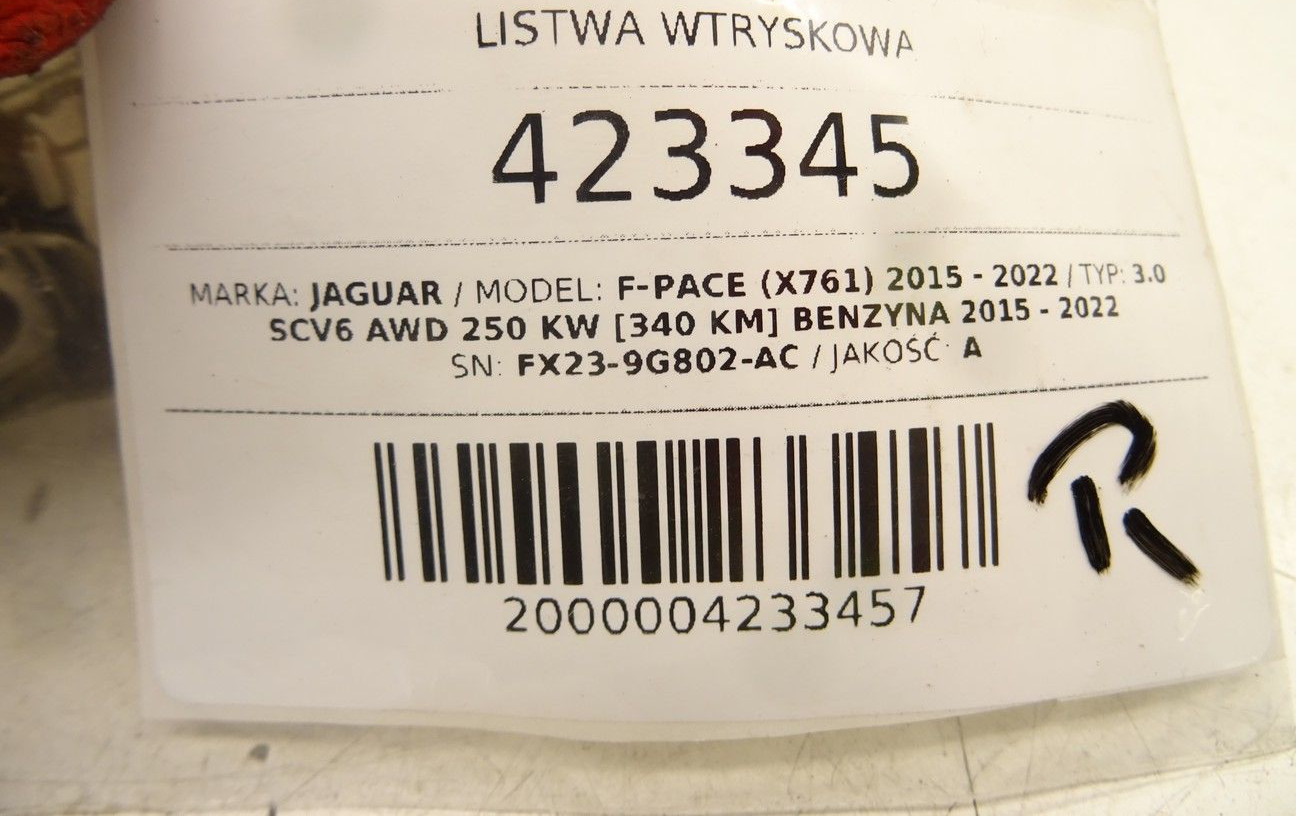 LISTWA WTRYSKOWA
423345
MARKA: JAGUAR / MODEL: F-PACE (X761) 2015 - 2022 / TYP: 3.0
SCV6 AWD 250 KW [340 KM] BENZYNA 2015 - 2022
SN: FX23-9G802-AC / JAKOŚĆ: A
R
2000004233457